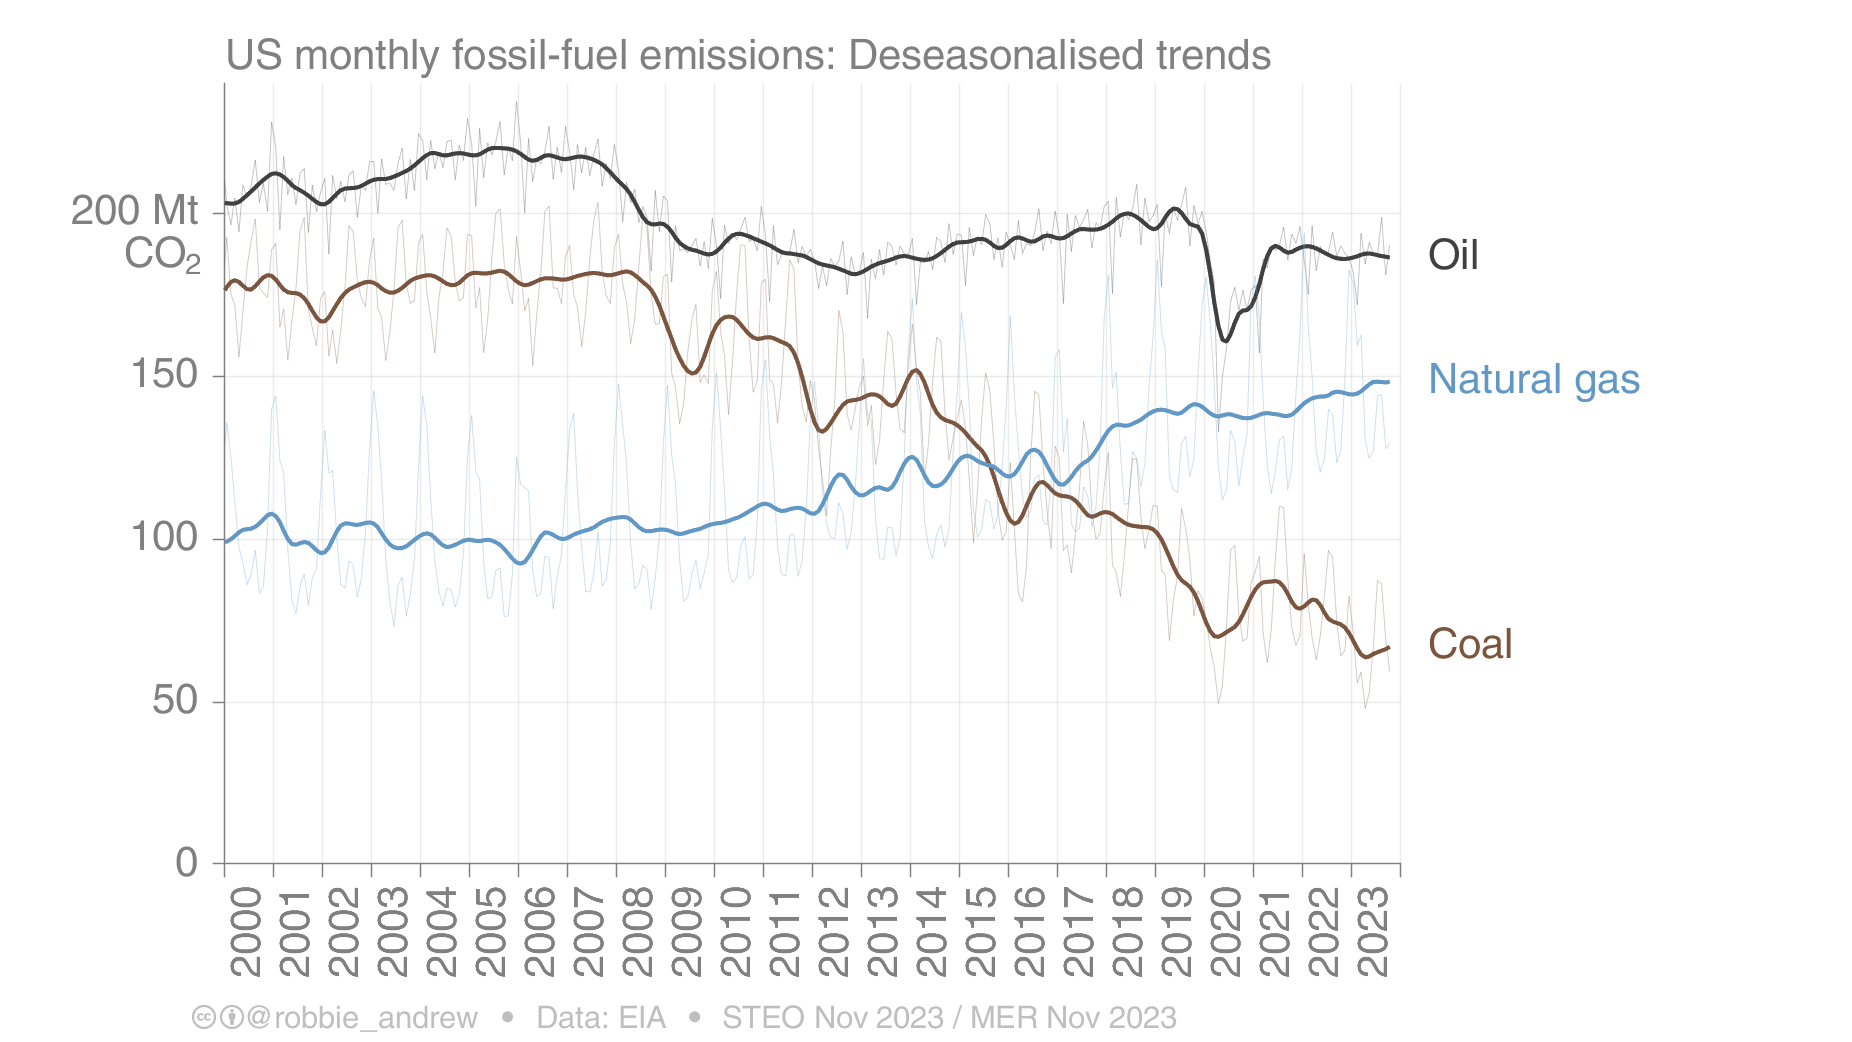 US monthly fossil-fuel emissions: Deseasonalised trends
200 Mt
CO₂
150
100
50
0
Oil
Natural gas
Coal
2000 2001 2002 2003 2004 2005 2006 2007 2008 2009 2010 2011 2012 2013 2014 2015 2016 2017 2018 2019 2020 2021 2022 2023
@robbie_andrew • Data: EIA • STEO Nov 2023 / MER Nov 2023